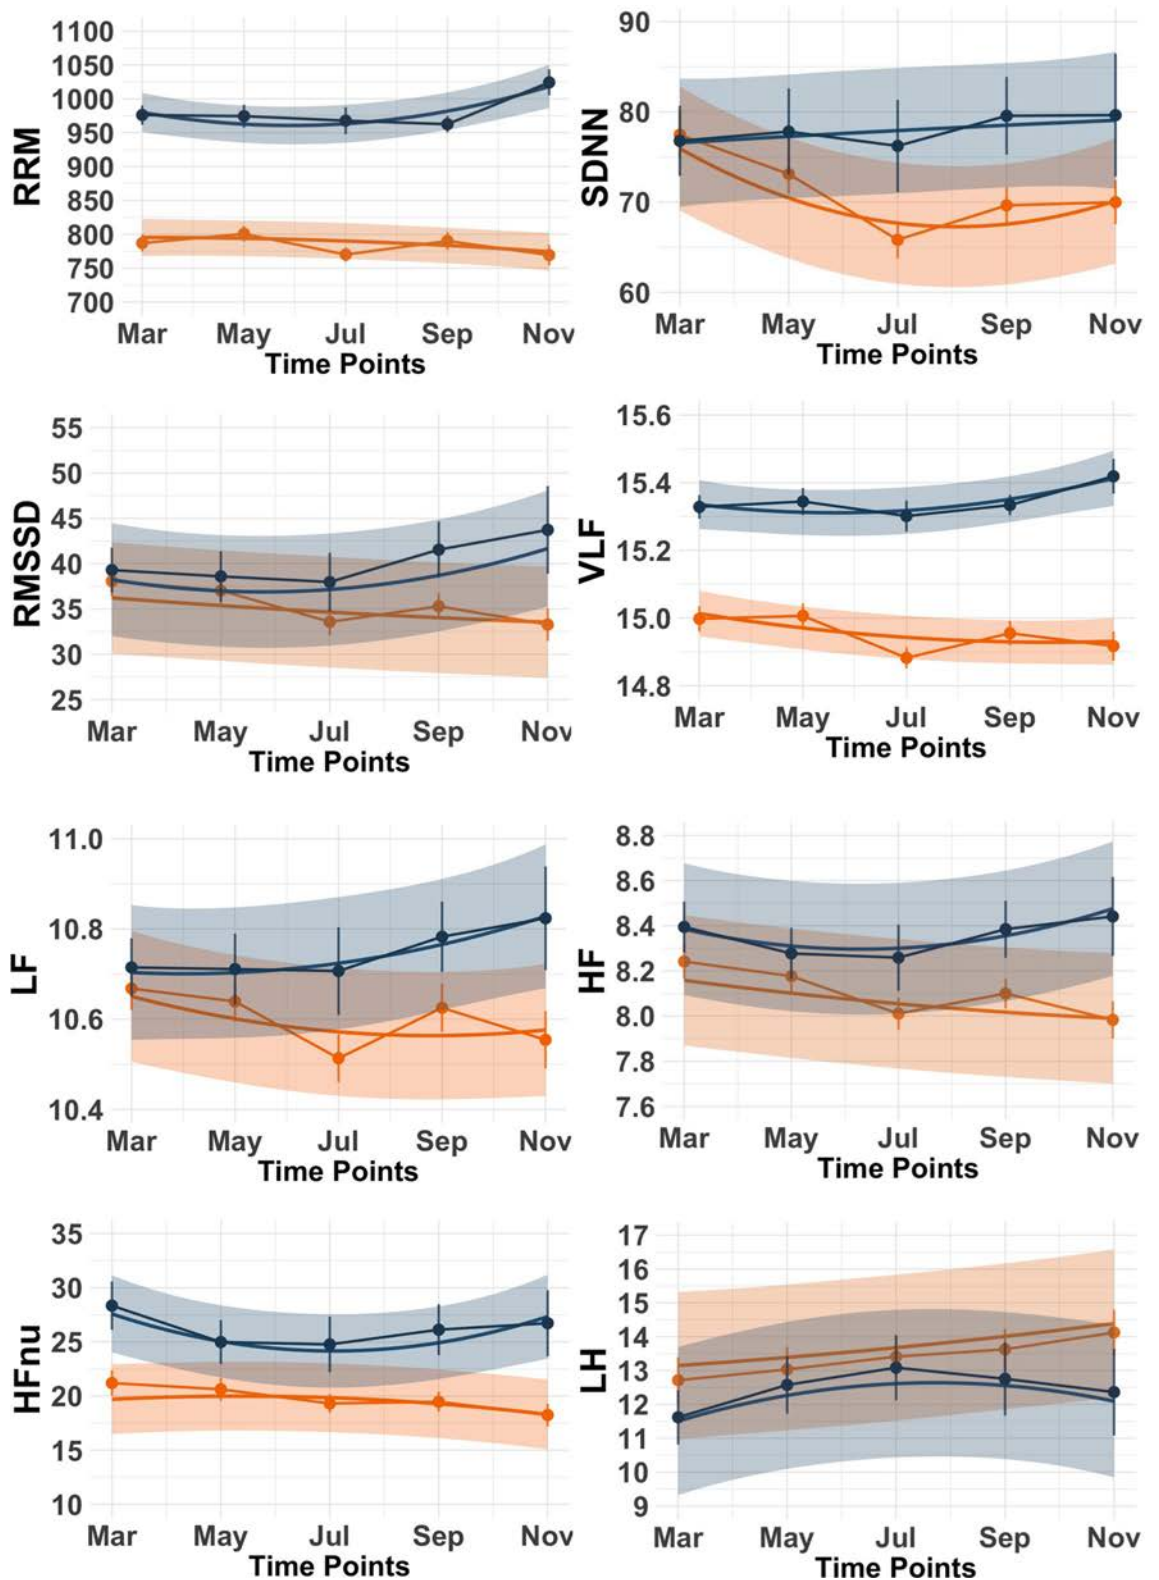 RRM
1100
1050
1000
950
900
850
800
750
700
Mar May Jul Sep Nov
Time Points
SDNN
90
80
70
60
Mar May Jul Sep Nov
Time Points
RMSSD
55
50
45
40
35
30
25
Mar May Jul Sep Nov
Time Points
VLF
15.6
15.4
15.2
15.0
14.8
Mar May Jul Sep Nov
Time Points
LF
11.0
10.8
10.6
10.4
Mar May Jul Sep Nov
Time Points
HF
8.8
8.6
8.4
8.2
8.0
7.8
7.6
Mar May Jul Sep Nov
Time Points
HFnu
35
30
25
20
15
10
Mar May Jul Sep Nov
Time Points
LH
17
16
15
14
13
12
11
10
9
Mar May Jul Sep Nov
Time Points